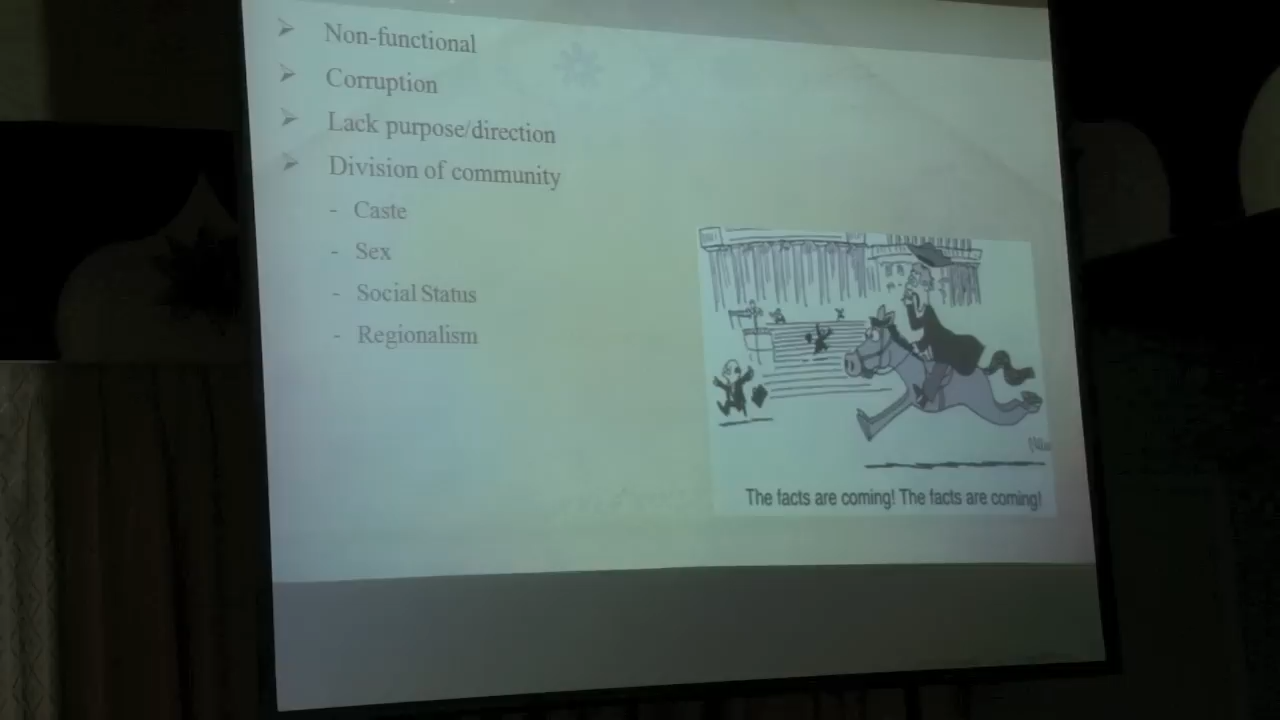 Non-functional
Corruption
Lack purpose/direction
Division of community
- Caste
- Sex
- Social Status
- Regionalism
The facts are coming! The facts are coming!